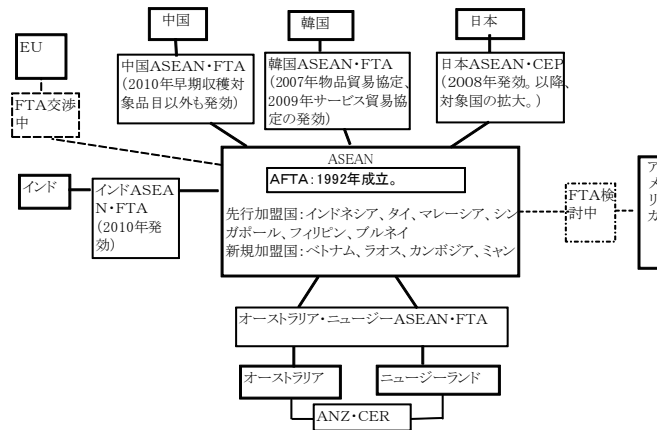 中国
韓国
日本
EU
中国ASEAN・FTA
(2010年早期収穫対
象品目以外も発効)
韓国ASEAN・FTA
(2007年物品貿易協定、
2009年サービス貿易協
定の発効)
日本ASEAN・CEP
(2008年発効。以降、
対象国の拡大。)
FTA交渉
中
ASEAN
AFTA:1992年成立。
インド
インドASEA
N・FTA
(2010年発
効)
先行加盟国:インドネシア、タイ、マレーシア、シン
ガポール、フィリピン、ブルネイ
新規加盟国:ベトナム、ラオス、カンボジア、ミャン
FTA検
討中
ア
メ
リ
カ
オーストラリア・ニュージーASEAN・FTA
オーストラリア
ニュージーランド
ANZ・CER